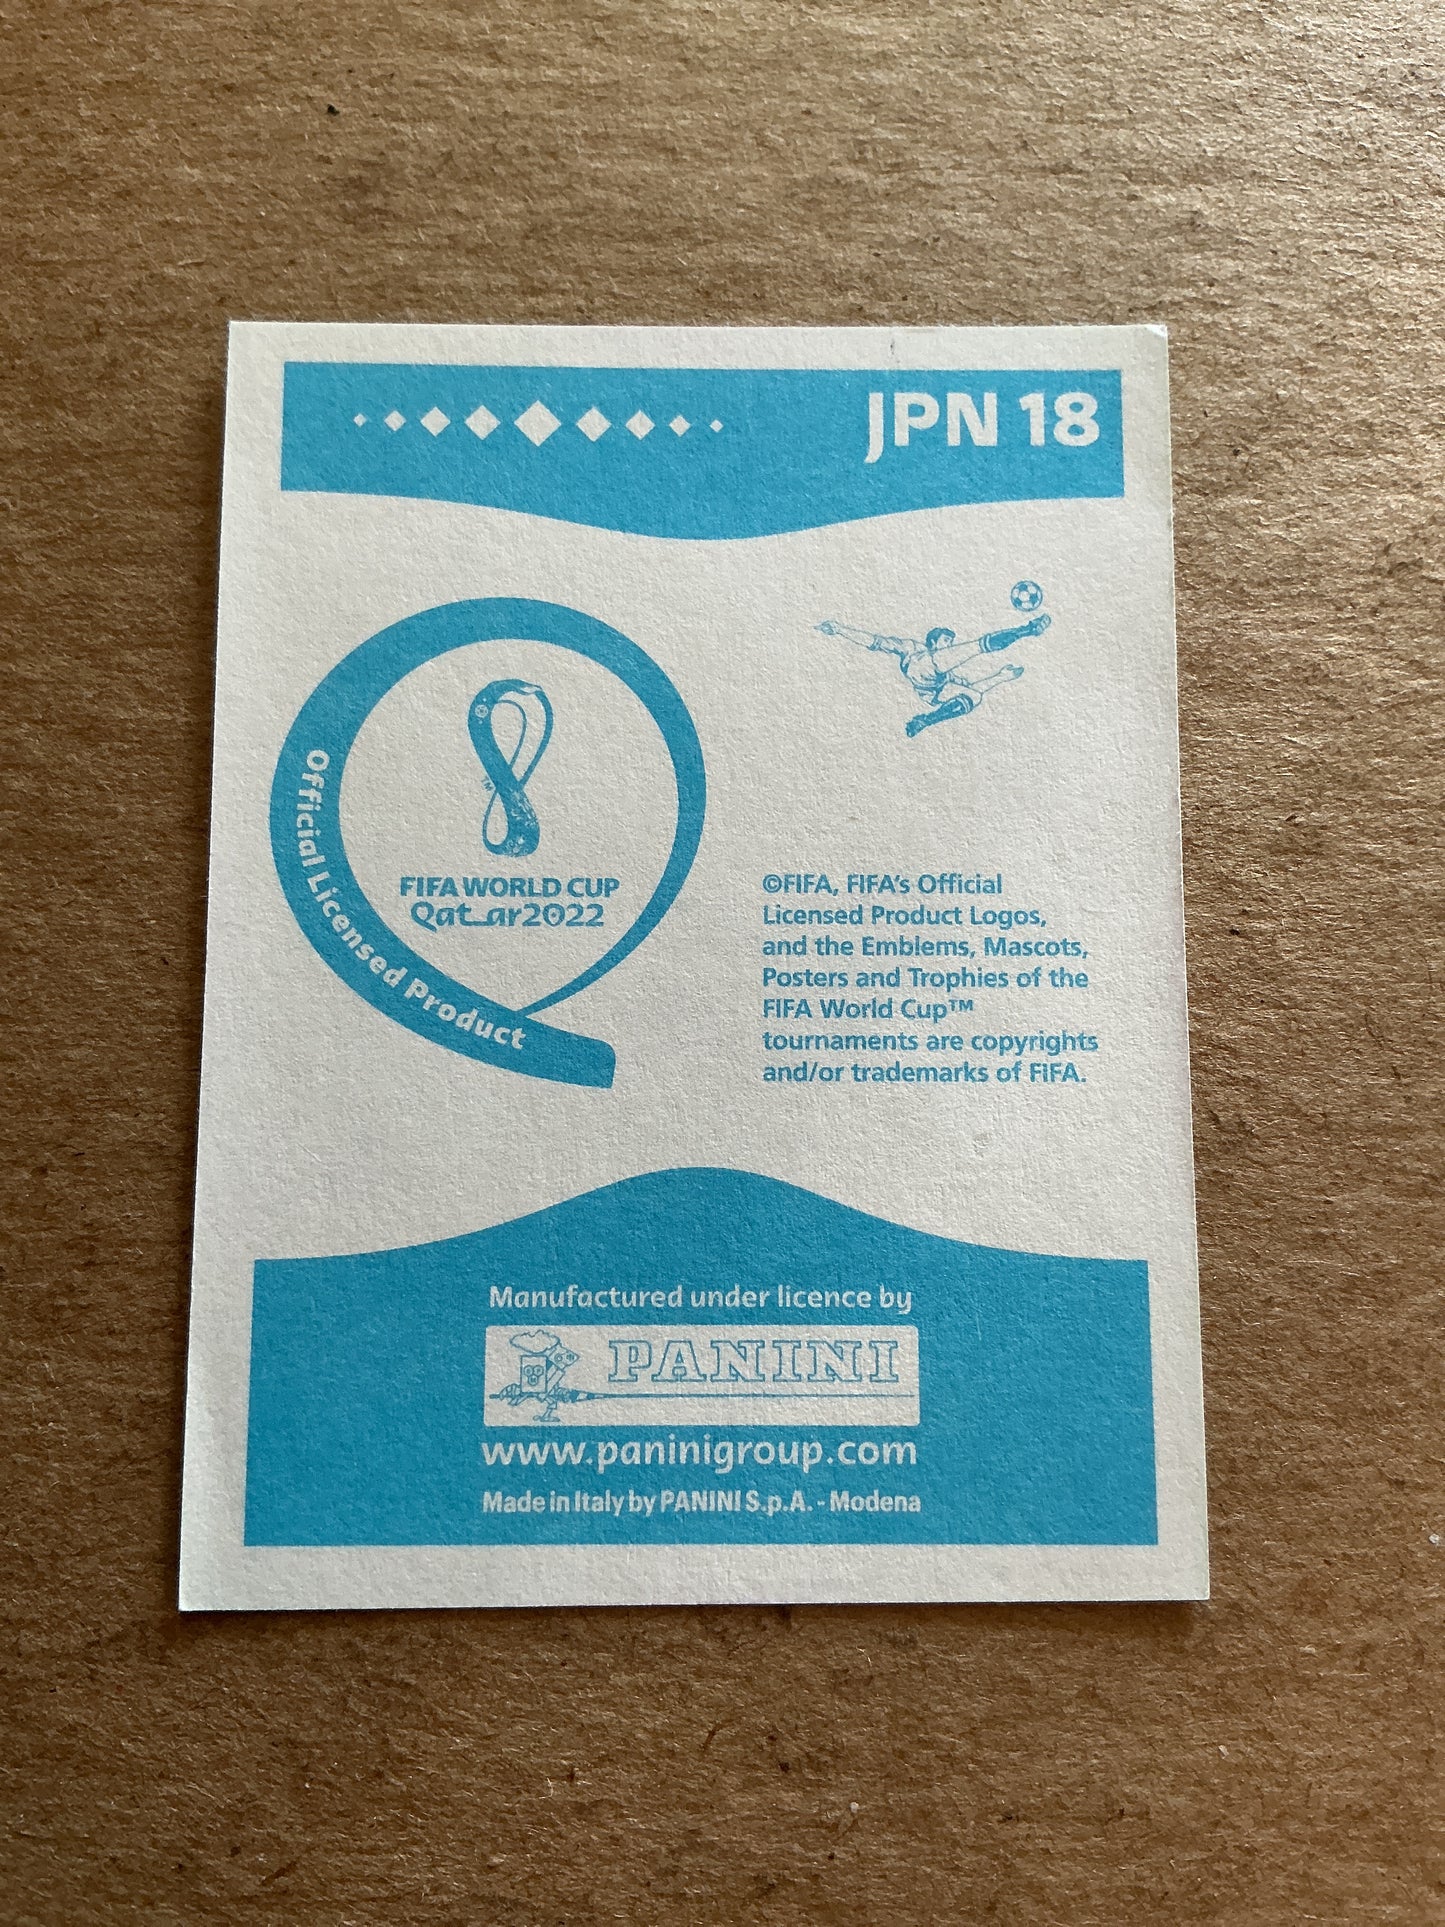 JPN 18
Official Licensed Product
TM
FIFA WORLD CUP
Qatar2022
©FIFA, FIFA's Official
Licensed Product Logos,
and the Emblems, Mascots,
Posters and Trophies of the
FIFA World Cup™
tournaments are copyrights
and/or trademarks of FIFA.
Manufactured under licence by
PANINI
www.paninigroup.com
Made in Italy by PANINI S.p.A. - Modena